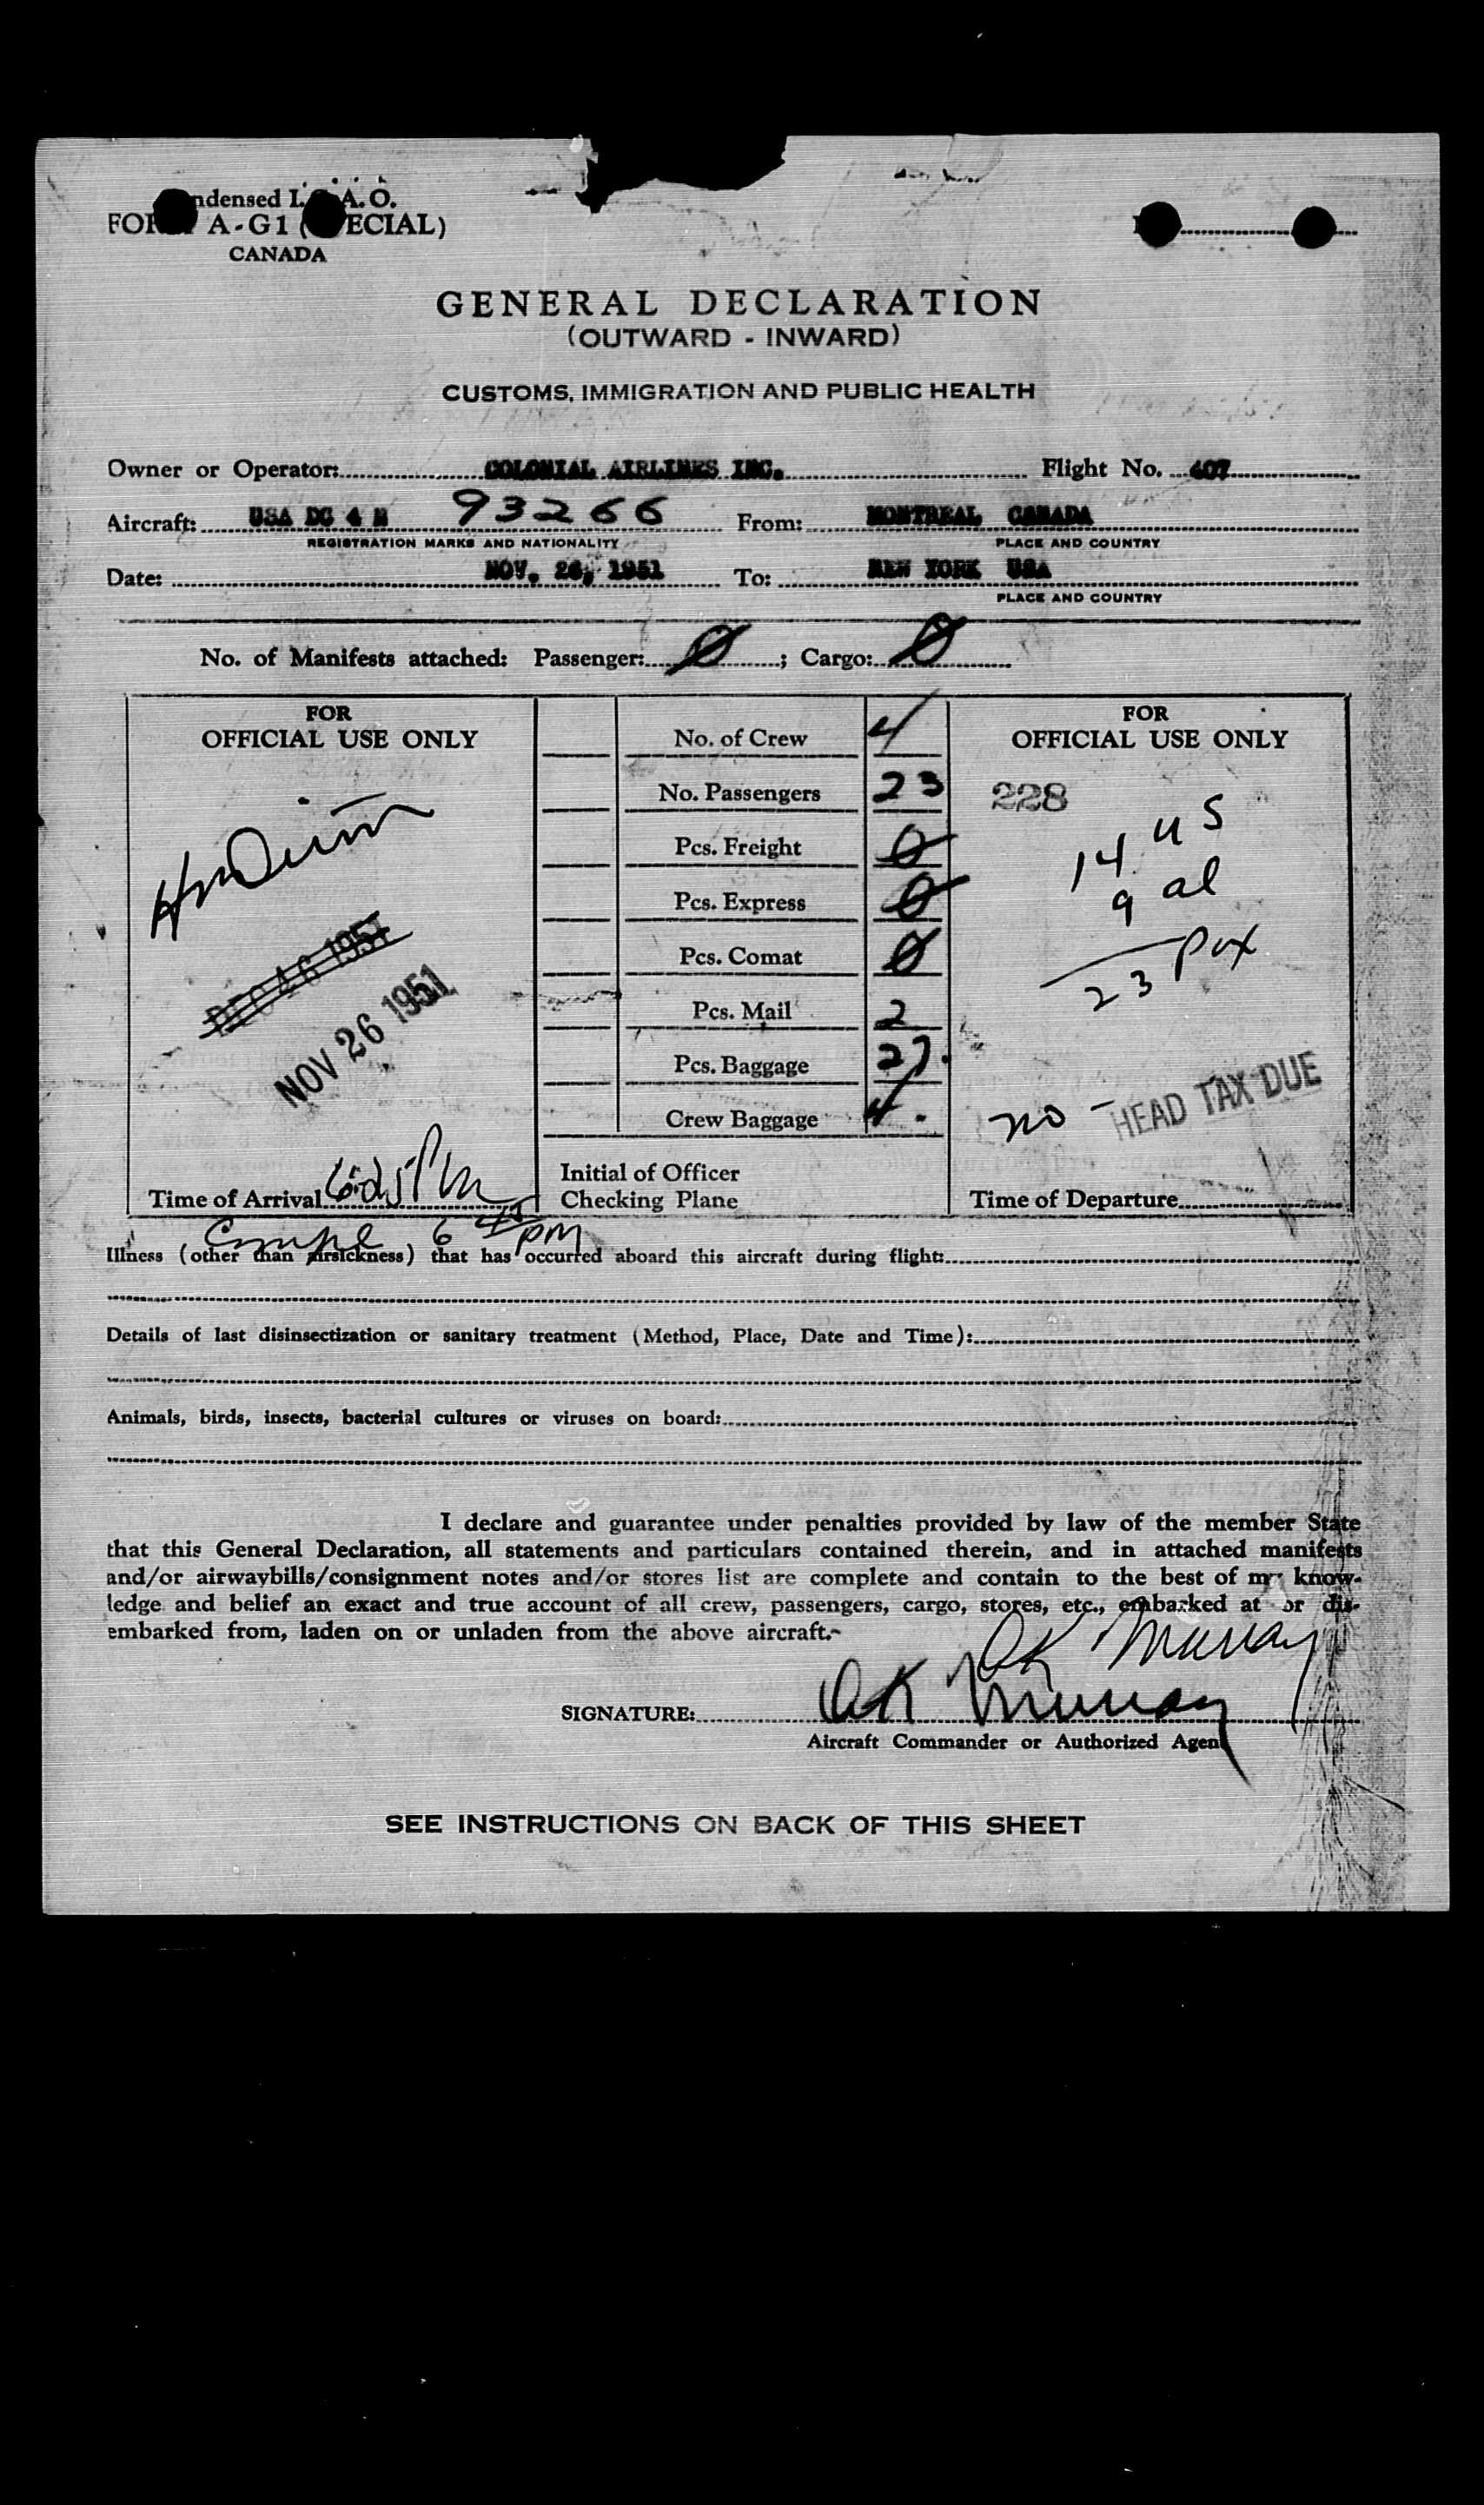 ndensed I. A.O.
FOR A-G1 ( ECIAL)
CANADA
GENERAL DECLARATION
(OUTWARD - INWARD)
CUSTOMS, IMMIGRATION AND PUBLIC HEALTH
Owner or Operator: COLONIAL AIRLINES INC. Flight No. 407
Aircraft: USA DC 4 N 93266 From: MONTREAL CANADA
REGISTRATION MARKS AND NATIONALITY PLACE AND COUNTRY
Date: NOV. 26, 1951 To: NEW YORK USA
PLACE AND COUNTRY
No. of Manifests attached: Passenger: 0 ; Cargo: 0
FOR
OFFICIAL USE ONLY
NOV 26 1951
Time of Arrival
No. of Crew 4
No. Passengers 23
Pcs. Freight 0
Pcs. Express 0
Pcs. Comat 0
Pcs. Mail 2
Pcs. Baggage 27.
Crew Baggage 4.
Initial of Officer
Checking Plane
FOR
OFFICIAL USE ONLY
228
14 US
9 al
23 pax
no - HEAD TAX DUE
Time of Departure
6 45 pm
Illness (other than airsickness) that has occurred aboard this aircraft during flight:
Details of last disinsectization or sanitary treatment (Method, Place, Date and Time):
Animals, birds, insects, bacterial cultures or viruses on board:
I declare and guarantee under penalties provided by law of the member State
that this General Declaration, all statements and particulars contained therein, and in attached manifests
and/or airwaybills/consignment notes and/or stores list are complete and contain to the best of my know-
ledge and belief an exact and true account of all crew, passengers, cargo, stores, etc., embarked at or dis-
embarked from, laden on or unladen from the above aircraft.
OK Murray
SIGNATURE: OK Murray
Aircraft Commander or Authorized Agent
SEE INSTRUCTIONS ON BACK OF THIS SHEET